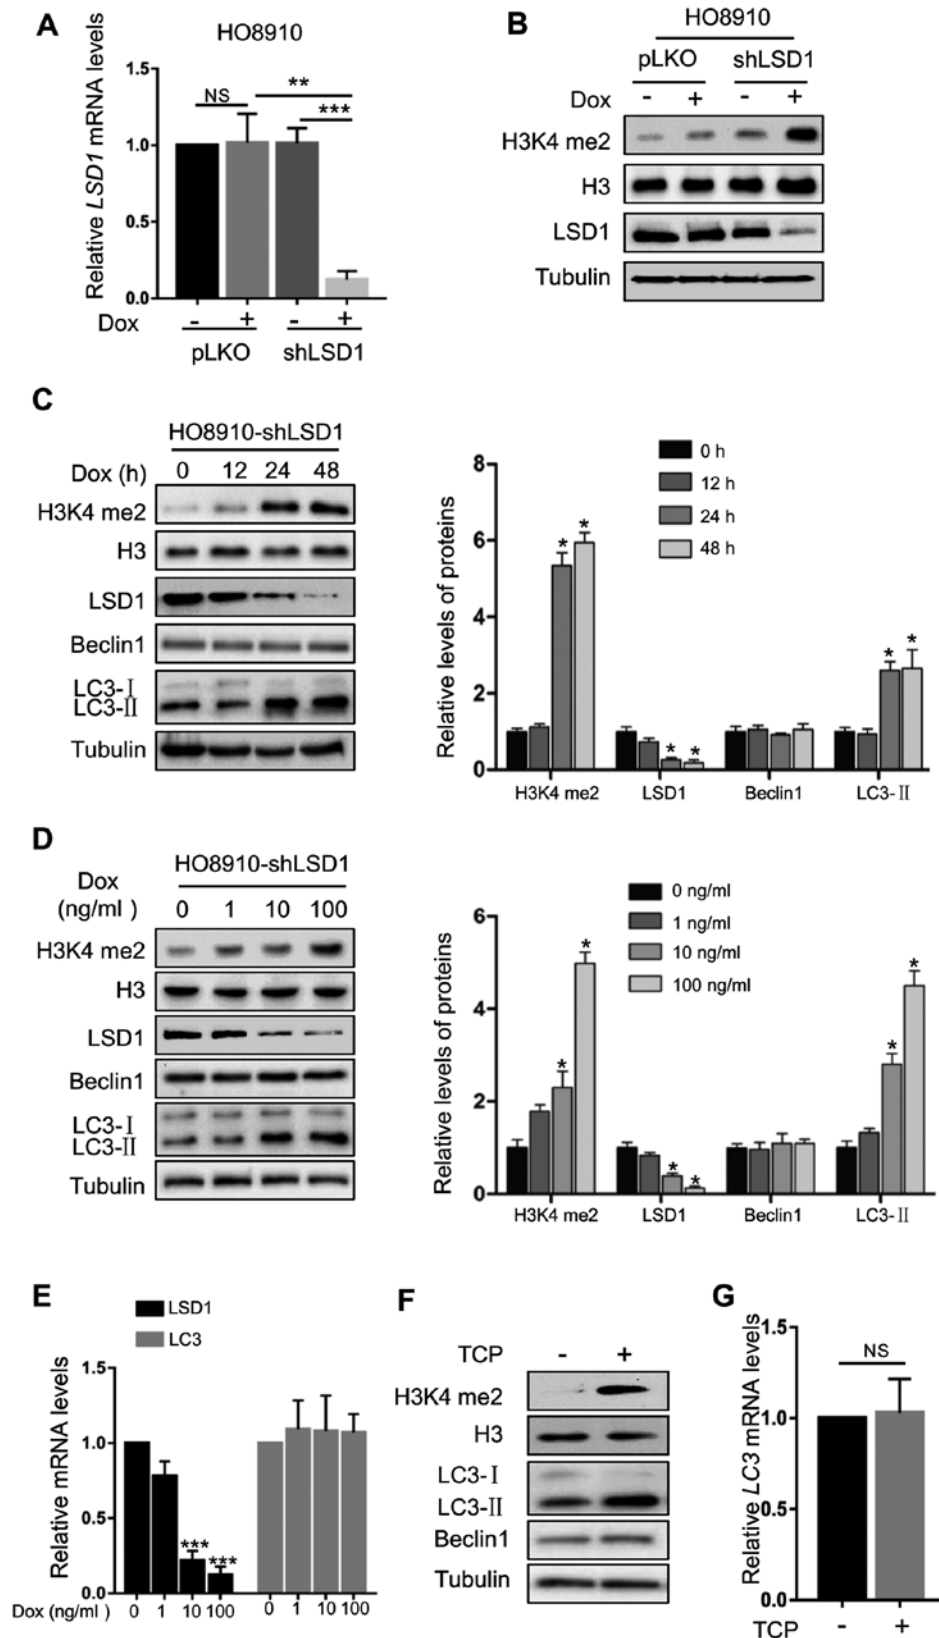 A
HO8910
Relative LSD1 mRNA levels
1.5
1.0
0.5
0.0
NS
**
***
Dox
- + - +
pLKO shLSD1
B
HO8910
pLKO shLSD1
Dox - + - +
H3K4 me2
H3
LSD1
Tubulin
C
HO8910-shLSD1
Dox (h) 0 12 24 48
H3K4 me2
H3
LSD1
Beclin1
LC3-Ⅰ
LC3-Ⅱ
Tubulin
Relative levels of proteins
8
6
4
2
0
0 h
12 h
24 h
48 h
* *
* *
* *
H3K4 me2 LSD1 Beclin1 LC3-Ⅱ
D
HO8910-shLSD1
Dox
(ng/ml ) 0 1 10 100
H3K4 me2
H3
LSD1
Beclin1
LC3-Ⅰ
LC3-Ⅱ
Tubulin
Relative levels of proteins
6
4
2
0
0 ng/ml
1 ng/ml
10 ng/ml
100 ng/ml
* *
* *
* *
H3K4 me2 LSD1 Beclin1 LC3-Ⅱ
E
LSD1
LC3
Relative mRNA levels
1.5
1.0
0.5
0.0
*** ***
Dox (ng/ml ) 0 1 10 100 0 1 10 100
F
TCP - +
H3K4 me2
H3
LC3-Ⅰ
LC3-Ⅱ
Beclin1
Tubulin
G
Relative LC3 mRNA levels
1.5
1.0
0.5
0.0
NS
TCP - +